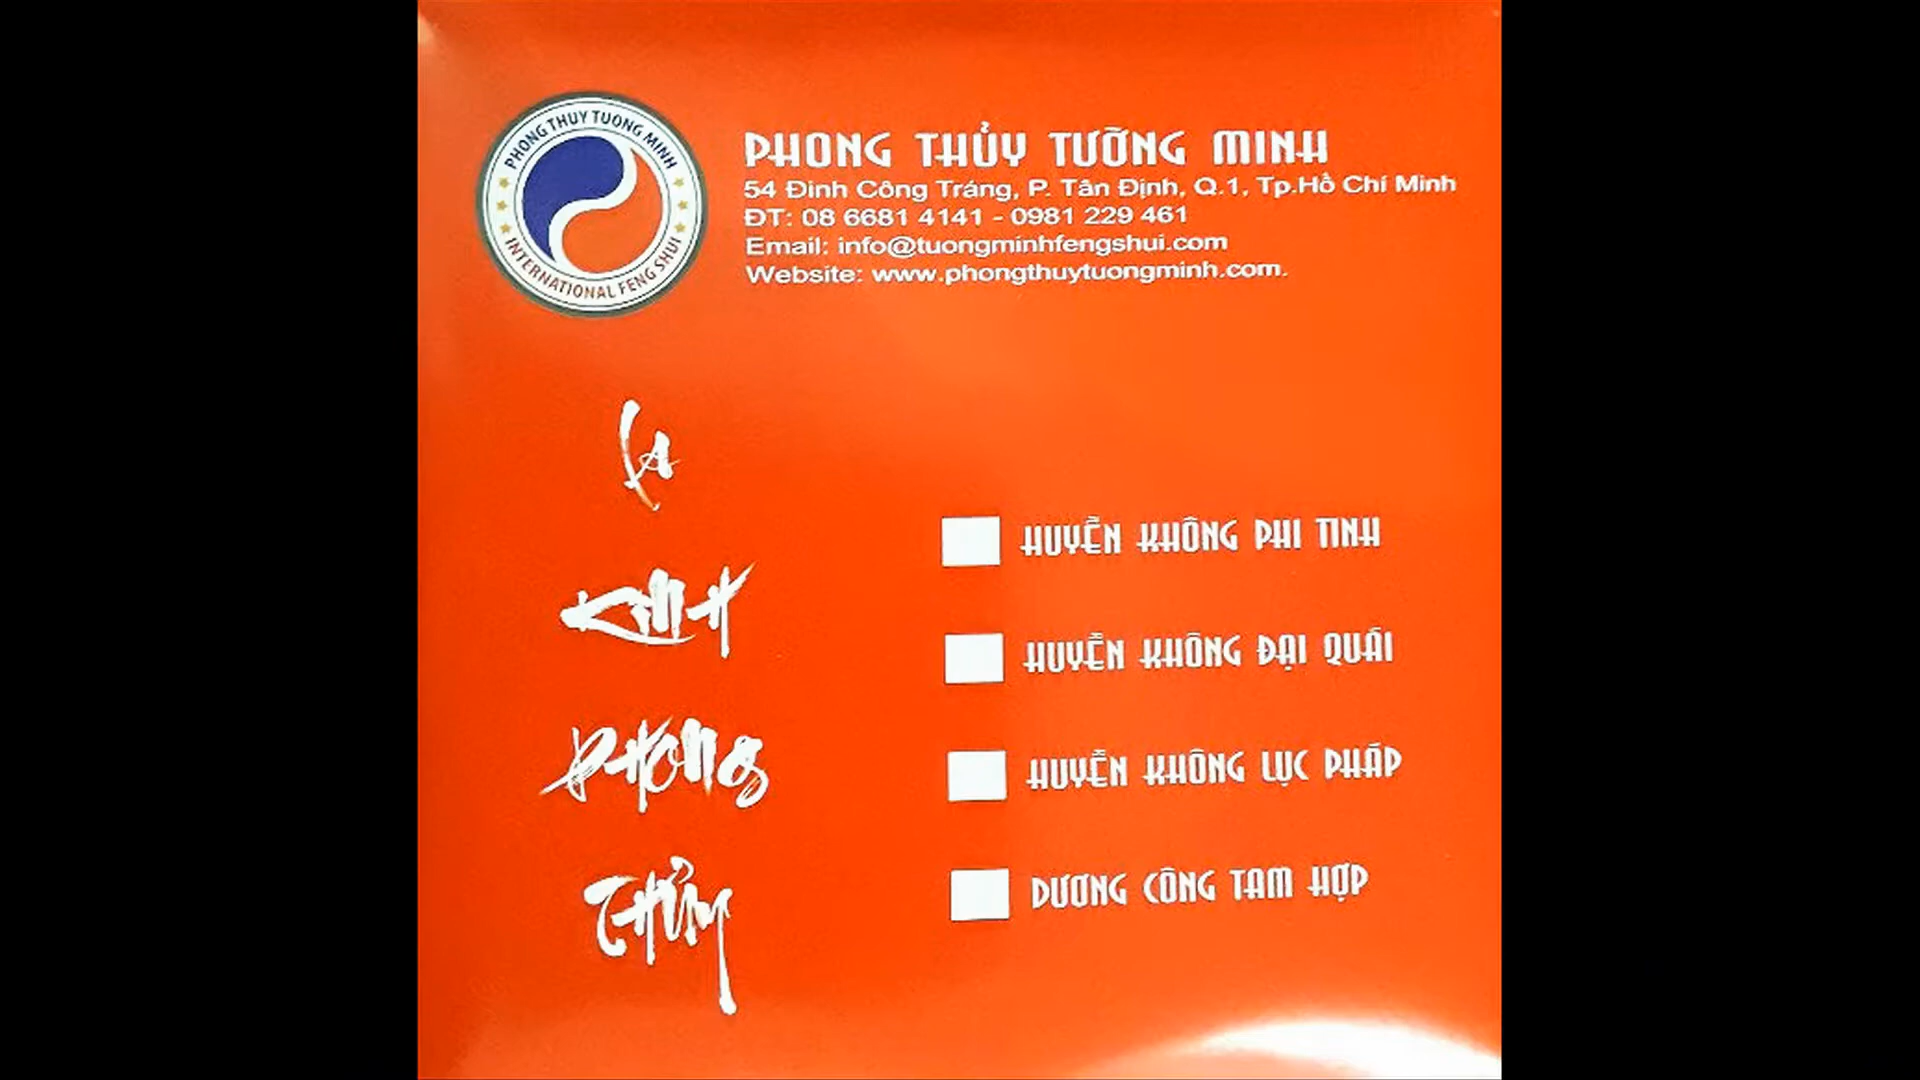 PHONG THUY TUONG MINH
INTERNATIONAL FENG SHUI
PHONG THỦY TƯỜNG MINH
54 Đinh Công Tráng, P. Tân Định, Q.1, Tp.Hồ Chí Minh
ĐT: 08 6681 4141 - 0981 229 461
Email: info@tuongminhfengshui.com
Website: www.phongthuytuongminh.com.
La
Kinh
Phong
Thủy
HUYỀN KHÔNG PHI TINH
HUYỀN KHÔNG ĐẠI QUÁI
HUYỀN KHÔNG LỤC PHÁP
DƯƠNG CÔNG TAM HỢP